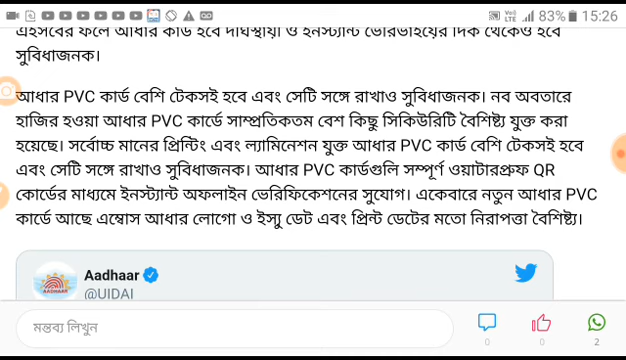 83% 15:26
এইসবের ফলে আধার কার্ড হবে দীর্ঘস্থায়ী ও ইনস্ট্যান্ট ভেরিভাইয়ের দিক থেকেও হবে
সুবিধাজনক।
আধার PVC কার্ড বেশি টেকসই হবে এবং সেটি সঙ্গে রাখাও সুবিধাজনক। নব অবতারে
হাজির হওয়া আধার PVC কার্ডে সাম্প্রতিকতম বেশ কিছু সিকিউরিটি বৈশিষ্ট্য যুক্ত করা
হয়েছে। সর্বোচ্চ মানের প্রিন্টিং এবং ল্যামিনেশন যুক্ত আধার PVC কার্ড বেশি টেকসই হবে
এবং সেটি সঙ্গে রাখাও সুবিধাজনক। আধার PVC কার্ডগুলি সম্পূর্ণ ওয়াটারপ্রুফ QR
কোর্ডের মাধ্যমে ইনস্ট্যান্ট অফলাইন ভেরিফিকেশনের সুযোগ। একেবারে নতুন আধার PVC
কার্ডে আছে এম্বোস আধার লোগো ও ইস্যু ডেট এবং প্রিন্ট ডেটের মতো নিরাপত্তা বৈশিষ্ট্য।
Aadhaar
@UIDAI
AADHAAR
মন্তব্য লিখুন
0 0 2